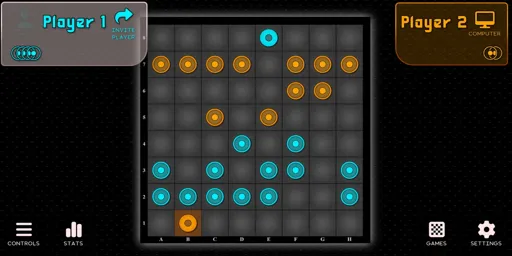 Player 1
INVITE
PLAYER
Player 2
COMPUTER
8
7
6
5
4
3
2
1
A B C D E F G H
CONTROLS
STATS
GAMES
SETTINGS